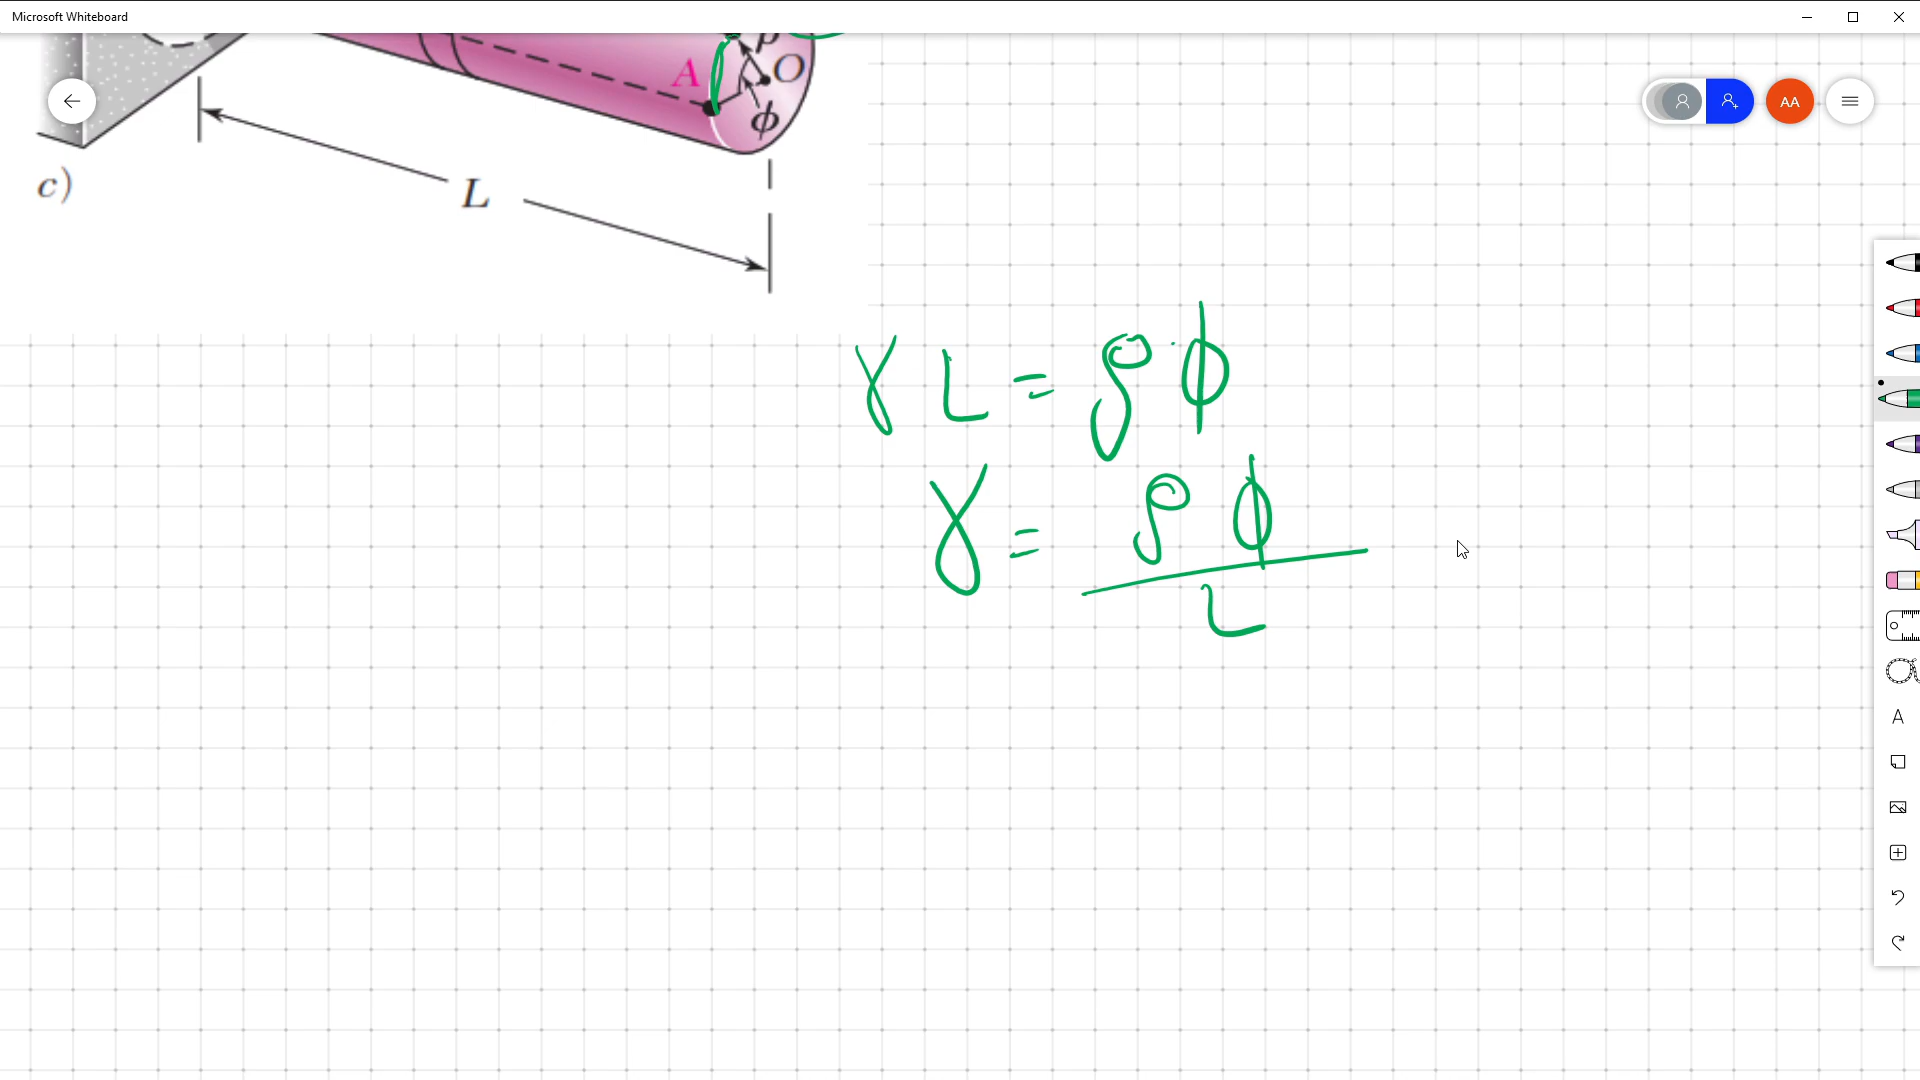 Microsoft Whiteboard
ρ
A
O
ϕ
AA
c)
L
γ L = ρ · ϕ
γ = ρ ϕ
L
A